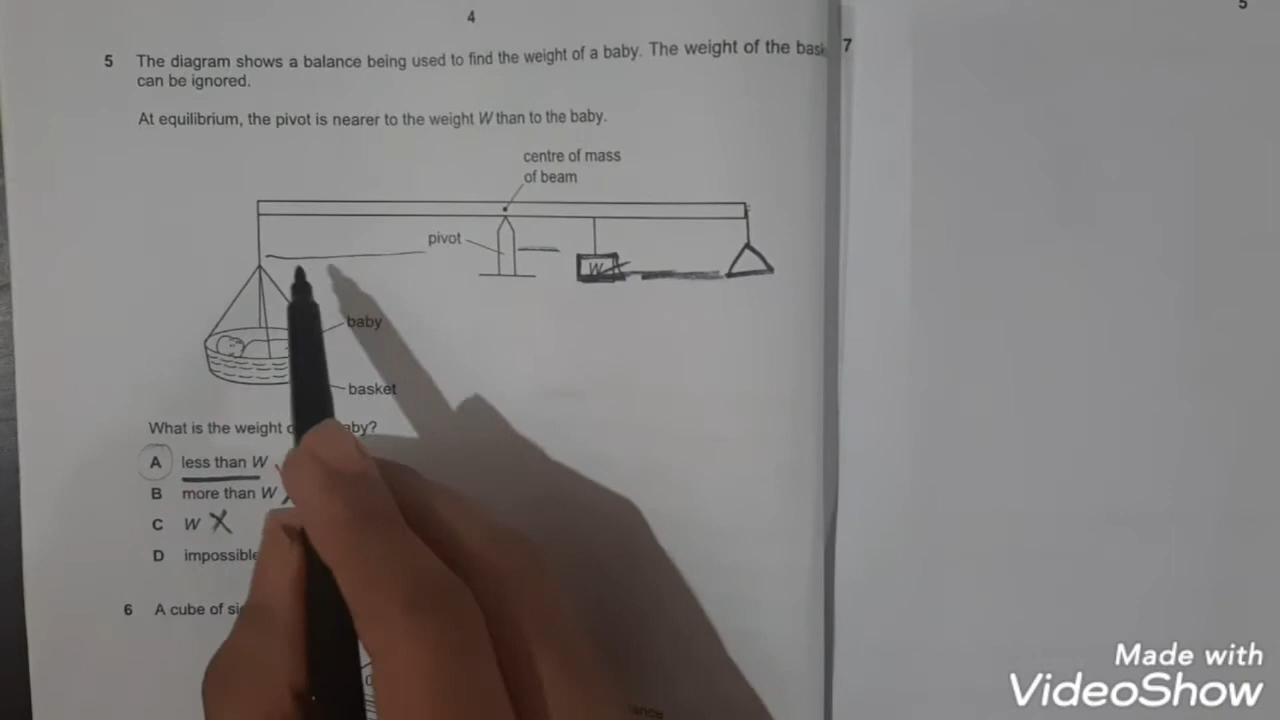 4
5
5 The diagram shows a balance being used to find the weight of a baby. The weight of the
7
can be ignored.
At equilibrium, the pivot is nearer to the weight W than to the baby.
centre of mass
of beam
pivot
W
baby
basket
What is the weight
A less than W
B more than W
C W X
D impossible
6 A cube of
Made with
VideoShow